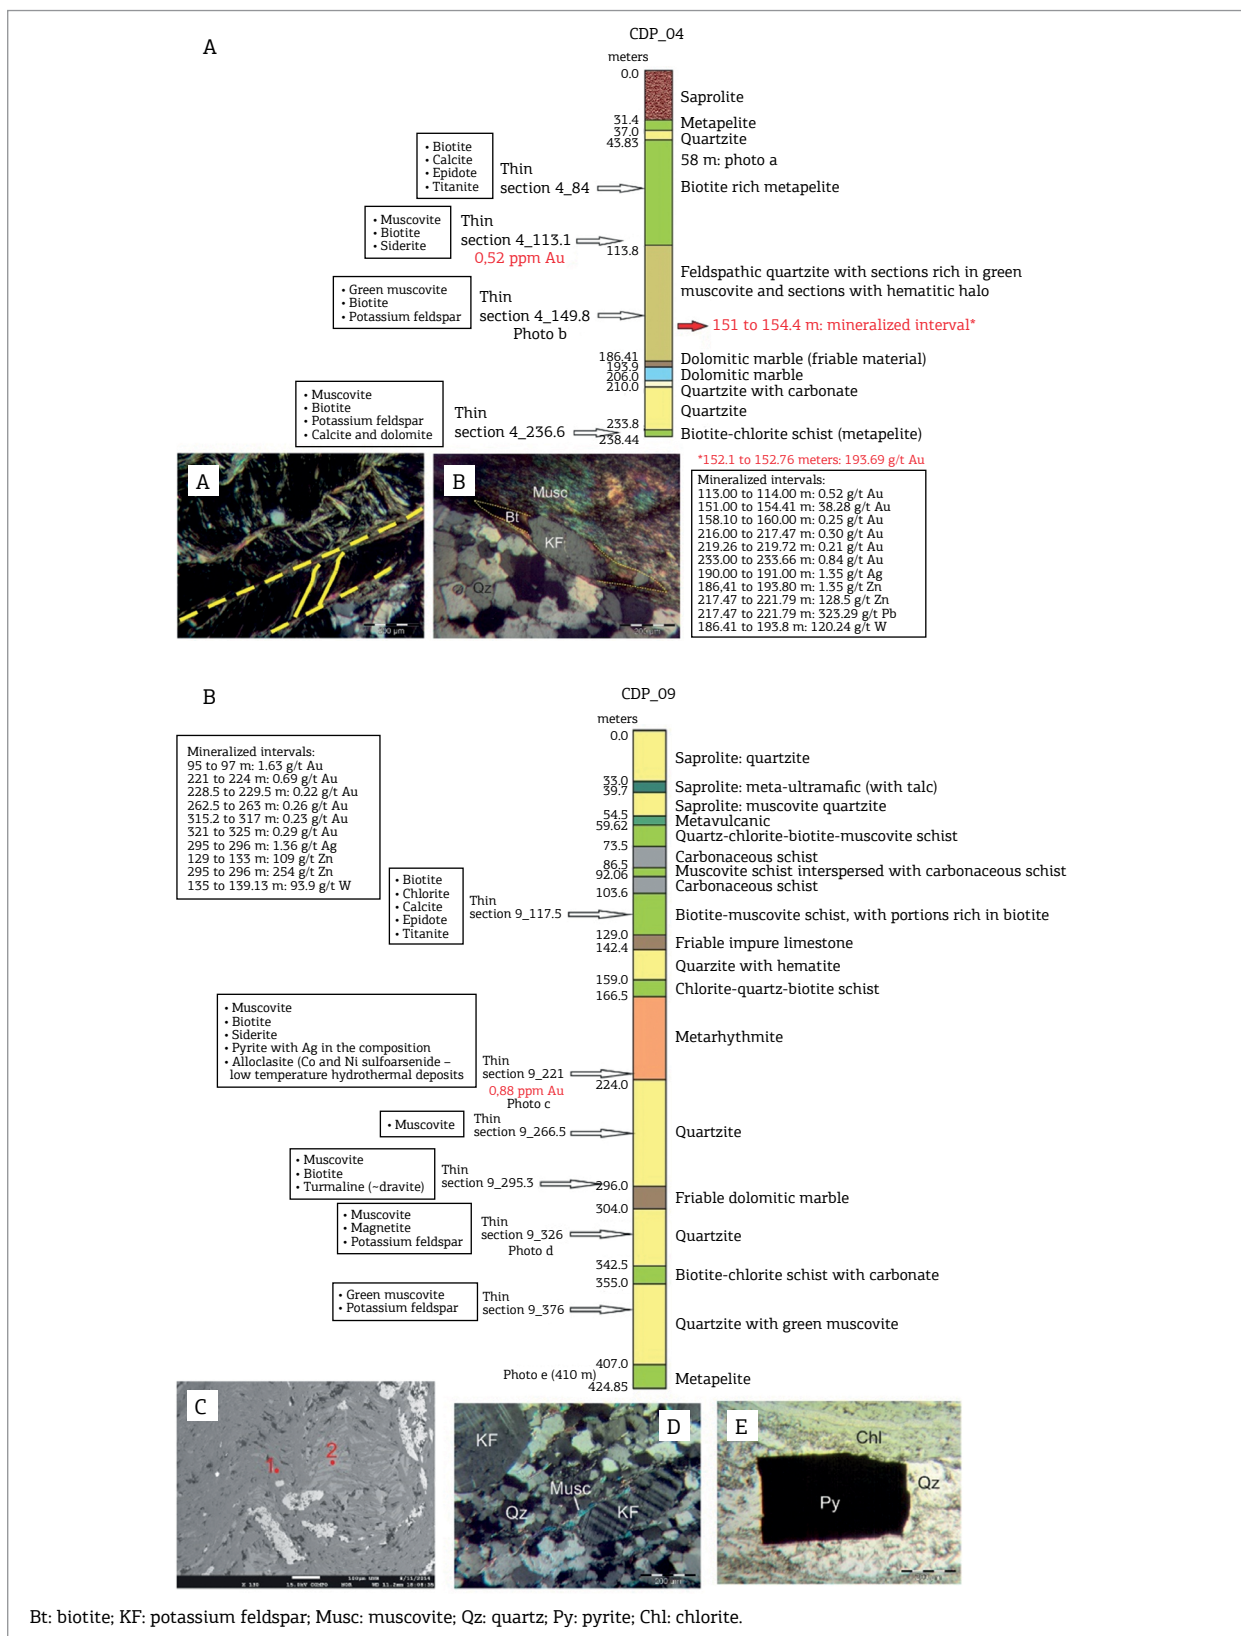 A
CDP_04
meters
0.0
Saprolite
31.4
Metapelite
37.0
Quartzite
43.83
58 m: photo a
Biotite rich metapelite
• Biotite
• Calcite
• Epidote
• Titanite
Thin
section 4_84
• Muscovite
• Biotite
• Siderite
Thin
section 4_113.1
0,52 ppm Au
113.8
Feldspathic quartzite with sections rich in green
muscovite and sections with hematitic halo
• Green muscovite
• Biotite
• Potassium feldspar
Thin
section 4_149.8
Photo b
151 to 154.4 m: mineralized interval*
186.41
Dolomitic marble (friable material)
193.9
Dolomitic marble
206.0
Quartzite with carbonate
210.0
Quartzite
• Muscovite
• Biotite
• Potassium feldspar
• Calcite and dolomite
Thin
section 4_236.6
233.8
Biotite-chlorite schist (metapelite)
238.44
*152.1 to 152.76 meters: 193.69 g/t Au
A
B
Musc
Bt
KF
Qz
Mineralized intervals:
113.00 to 114.00 m: 0.52 g/t Au
151.00 to 154.41 m: 38.28 g/t Au
158.10 to 160.00 m: 0.25 g/t Au
216.00 to 217.47 m: 0.30 g/t Au
219.26 to 219.72 m: 0.21 g/t Au
233.00 to 233.66 m: 0.84 g/t Au
190.00 to 191.00 m: 1.35 g/t Ag
186,41 to 193.80 m: 1.35 g/t Zn
217.47 to 221.79 m: 128.5 g/t Zn
217.47 to 221.79 m: 323.29 g/t Pb
186.41 to 193.8 m: 120.24 g/t W
B
CDP_09
meters
0.0
Mineralized intervals:
95 to 97 m: 1.63 g/t Au
221 to 224 m: 0.69 g/t Au
228.5 to 229.5 m: 0.22 g/t Au
262.5 to 263 m: 0.26 g/t Au
315.2 to 317 m: 0.23 g/t Au
321 to 325 m: 0.29 g/t Au
295 to 296 m: 1.36 g/t Ag
129 to 133 m: 109 g/t Zn
295 to 296 m: 254 g/t Zn
135 to 139.13 m: 93.9 g/t W
Saprolite: quartzite
33.0
Saprolite: meta-ultramafic (with talc)
39.7
Saprolite: muscovite quartzite
54.5
Metavulcanic
59.62
Quartz-chlorite-biotite-muscovite schist
73.5
Carbonaceous schist
86.5
Muscovite schist interspersed with carbonaceous schist
92.06
Carbonaceous schist
103.6
• Biotite
• Chlorite
• Calcite
• Epidote
• Titanite
Thin
section 9_117.5
Biotite-muscovite schist, with portions rich in biotite
129.0
Friable impure limestone
142.4
Quarzite with hematite
159.0
Chlorite-quartz-biotite schist
166.5
Metarhythmite
• Muscovite
• Biotite
• Siderite
• Pyrite with Ag in the composition
• Alloclasite (Co and Ni sulfoarsenide –
low temperature hydrothermal deposits
Thin
section 9_221
0,88 ppm Au
Photo c
224.0
• Muscovite
Thin
section 9_266.5
Quartzite
• Muscovite
• Biotite
• Turmaline (~dravite)
Thin
section 9_295.3
296.0
Friable dolomitic marble
304.0
• Muscovite
• Magnetite
• Potassium feldspar
Thin
section 9_326
Photo d
Quartzite
342.5
Biotite-chlorite schist with carbonate
355.0
• Green muscovite
• Potassium feldspar
Thin
section 9_376
Quartzite with green muscovite
407.0
Photo e (410 m)
Metapelite
424.85
C
1
2
D
KF
Musc
Qz
KF
200 µm
E
Chl
Qz
Py
Bt: biotite; KF: potassium feldspar; Musc: muscovite; Qz: quartz; Py: pyrite; Chl: chlorite.